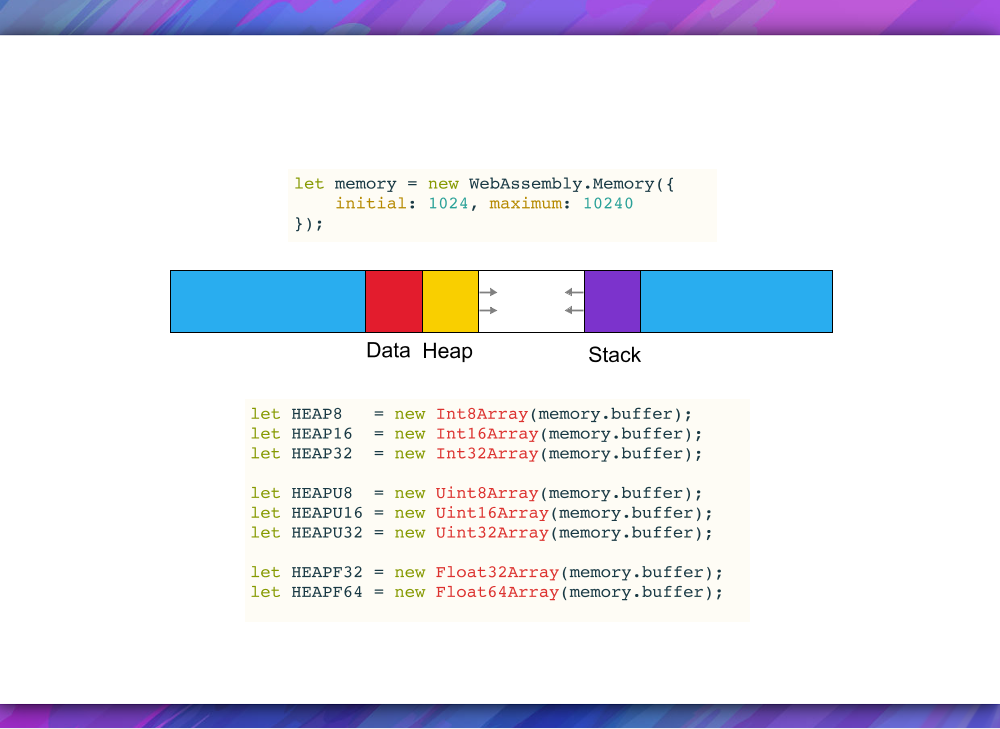 let memory = new WebAssembly.Memory({
    initial: 1024, maximum: 10240
});
Data Heap
Stack
let HEAP8   = new Int8Array(memory.buffer);
let HEAP16  = new Int16Array(memory.buffer);
let HEAP32  = new Int32Array(memory.buffer);
let HEAPU8  = new Uint8Array(memory.buffer);
let HEAPU16 = new Uint16Array(memory.buffer);
let HEAPU32 = new Uint32Array(memory.buffer);
let HEAPF32 = new Float32Array(memory.buffer);
let HEAPF64 = new Float64Array(memory.buffer);